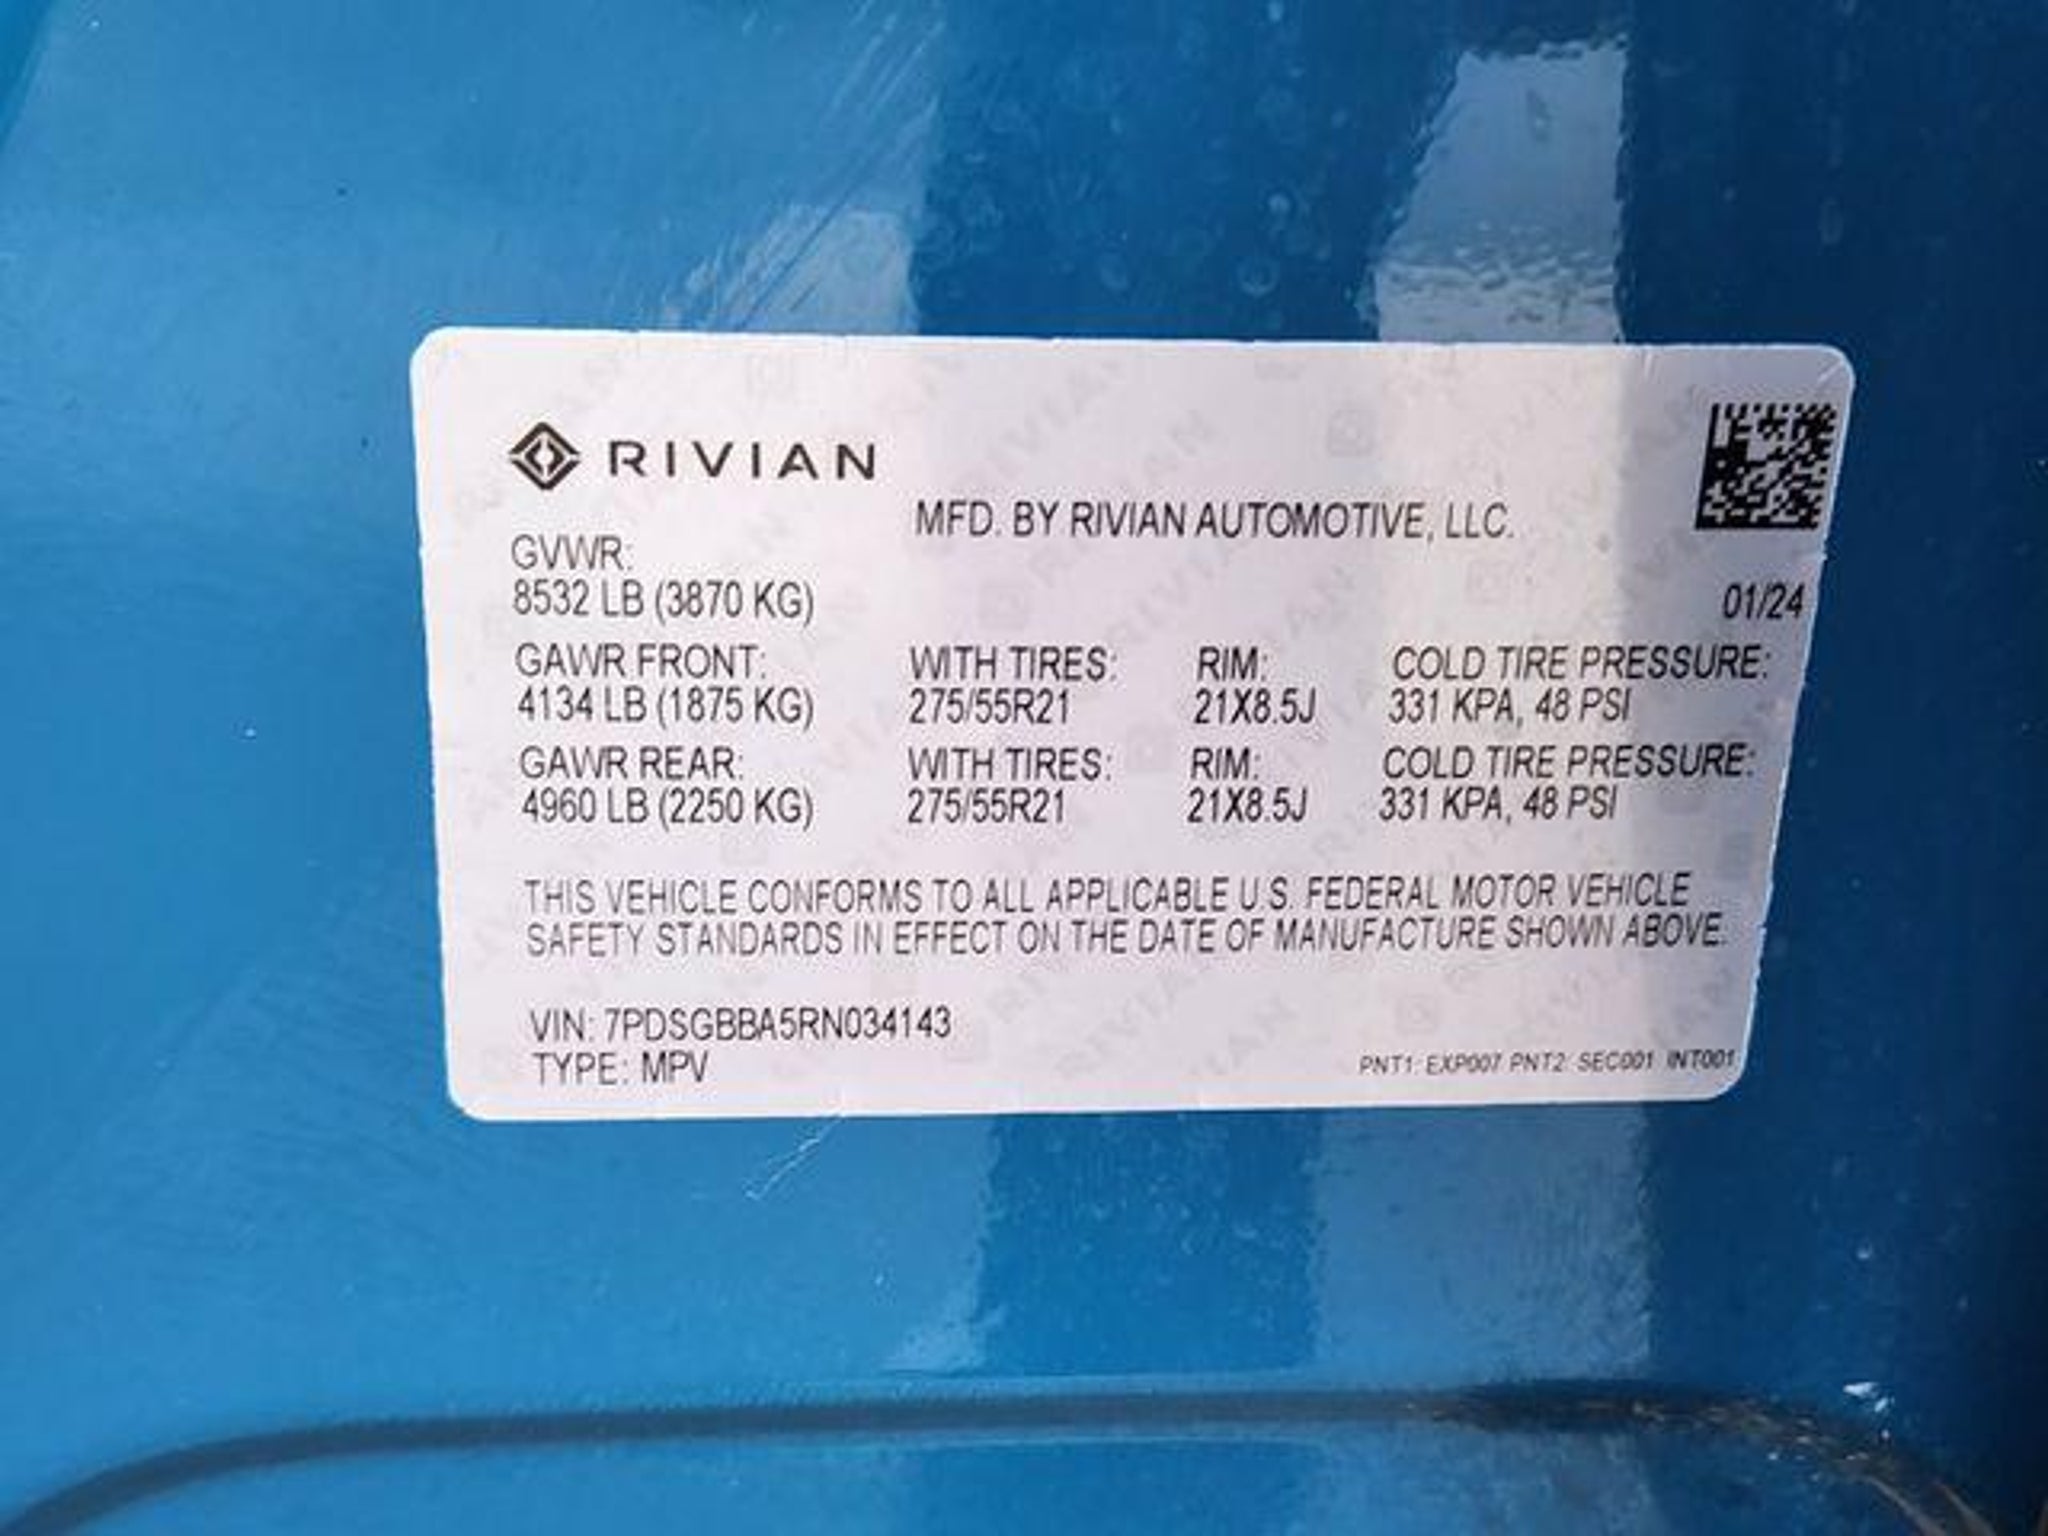 RIVIAN
MFD. BY RIVIAN AUTOMOTIVE, LLC.
GVWR:
8532 LB (3870 KG)
01/24
GAWR FRONT: WITH TIRES: RIM: COLD TIRE PRESSURE:
4134 LB (1875 KG) 275/55R21 21X8.5J 331 KPA, 48 PSI
GAWR REAR: WITH TIRES: RIM: COLD TIRE PRESSURE:
4960 LB (2250 KG) 275/55R21 21X8.5J 331 KPA, 48 PSI
THIS VEHICLE CONFORMS TO ALL APPLICABLE U.S. FEDERAL MOTOR VEHICLE
SAFETY STANDARDS IN EFFECT ON THE DATE OF MANUFACTURE SHOWN ABOVE.
VIN: 7PDSGBBA5RN034143
TYPE: MPV
PNT1: EXP007 PNT2: SEC001 INT001